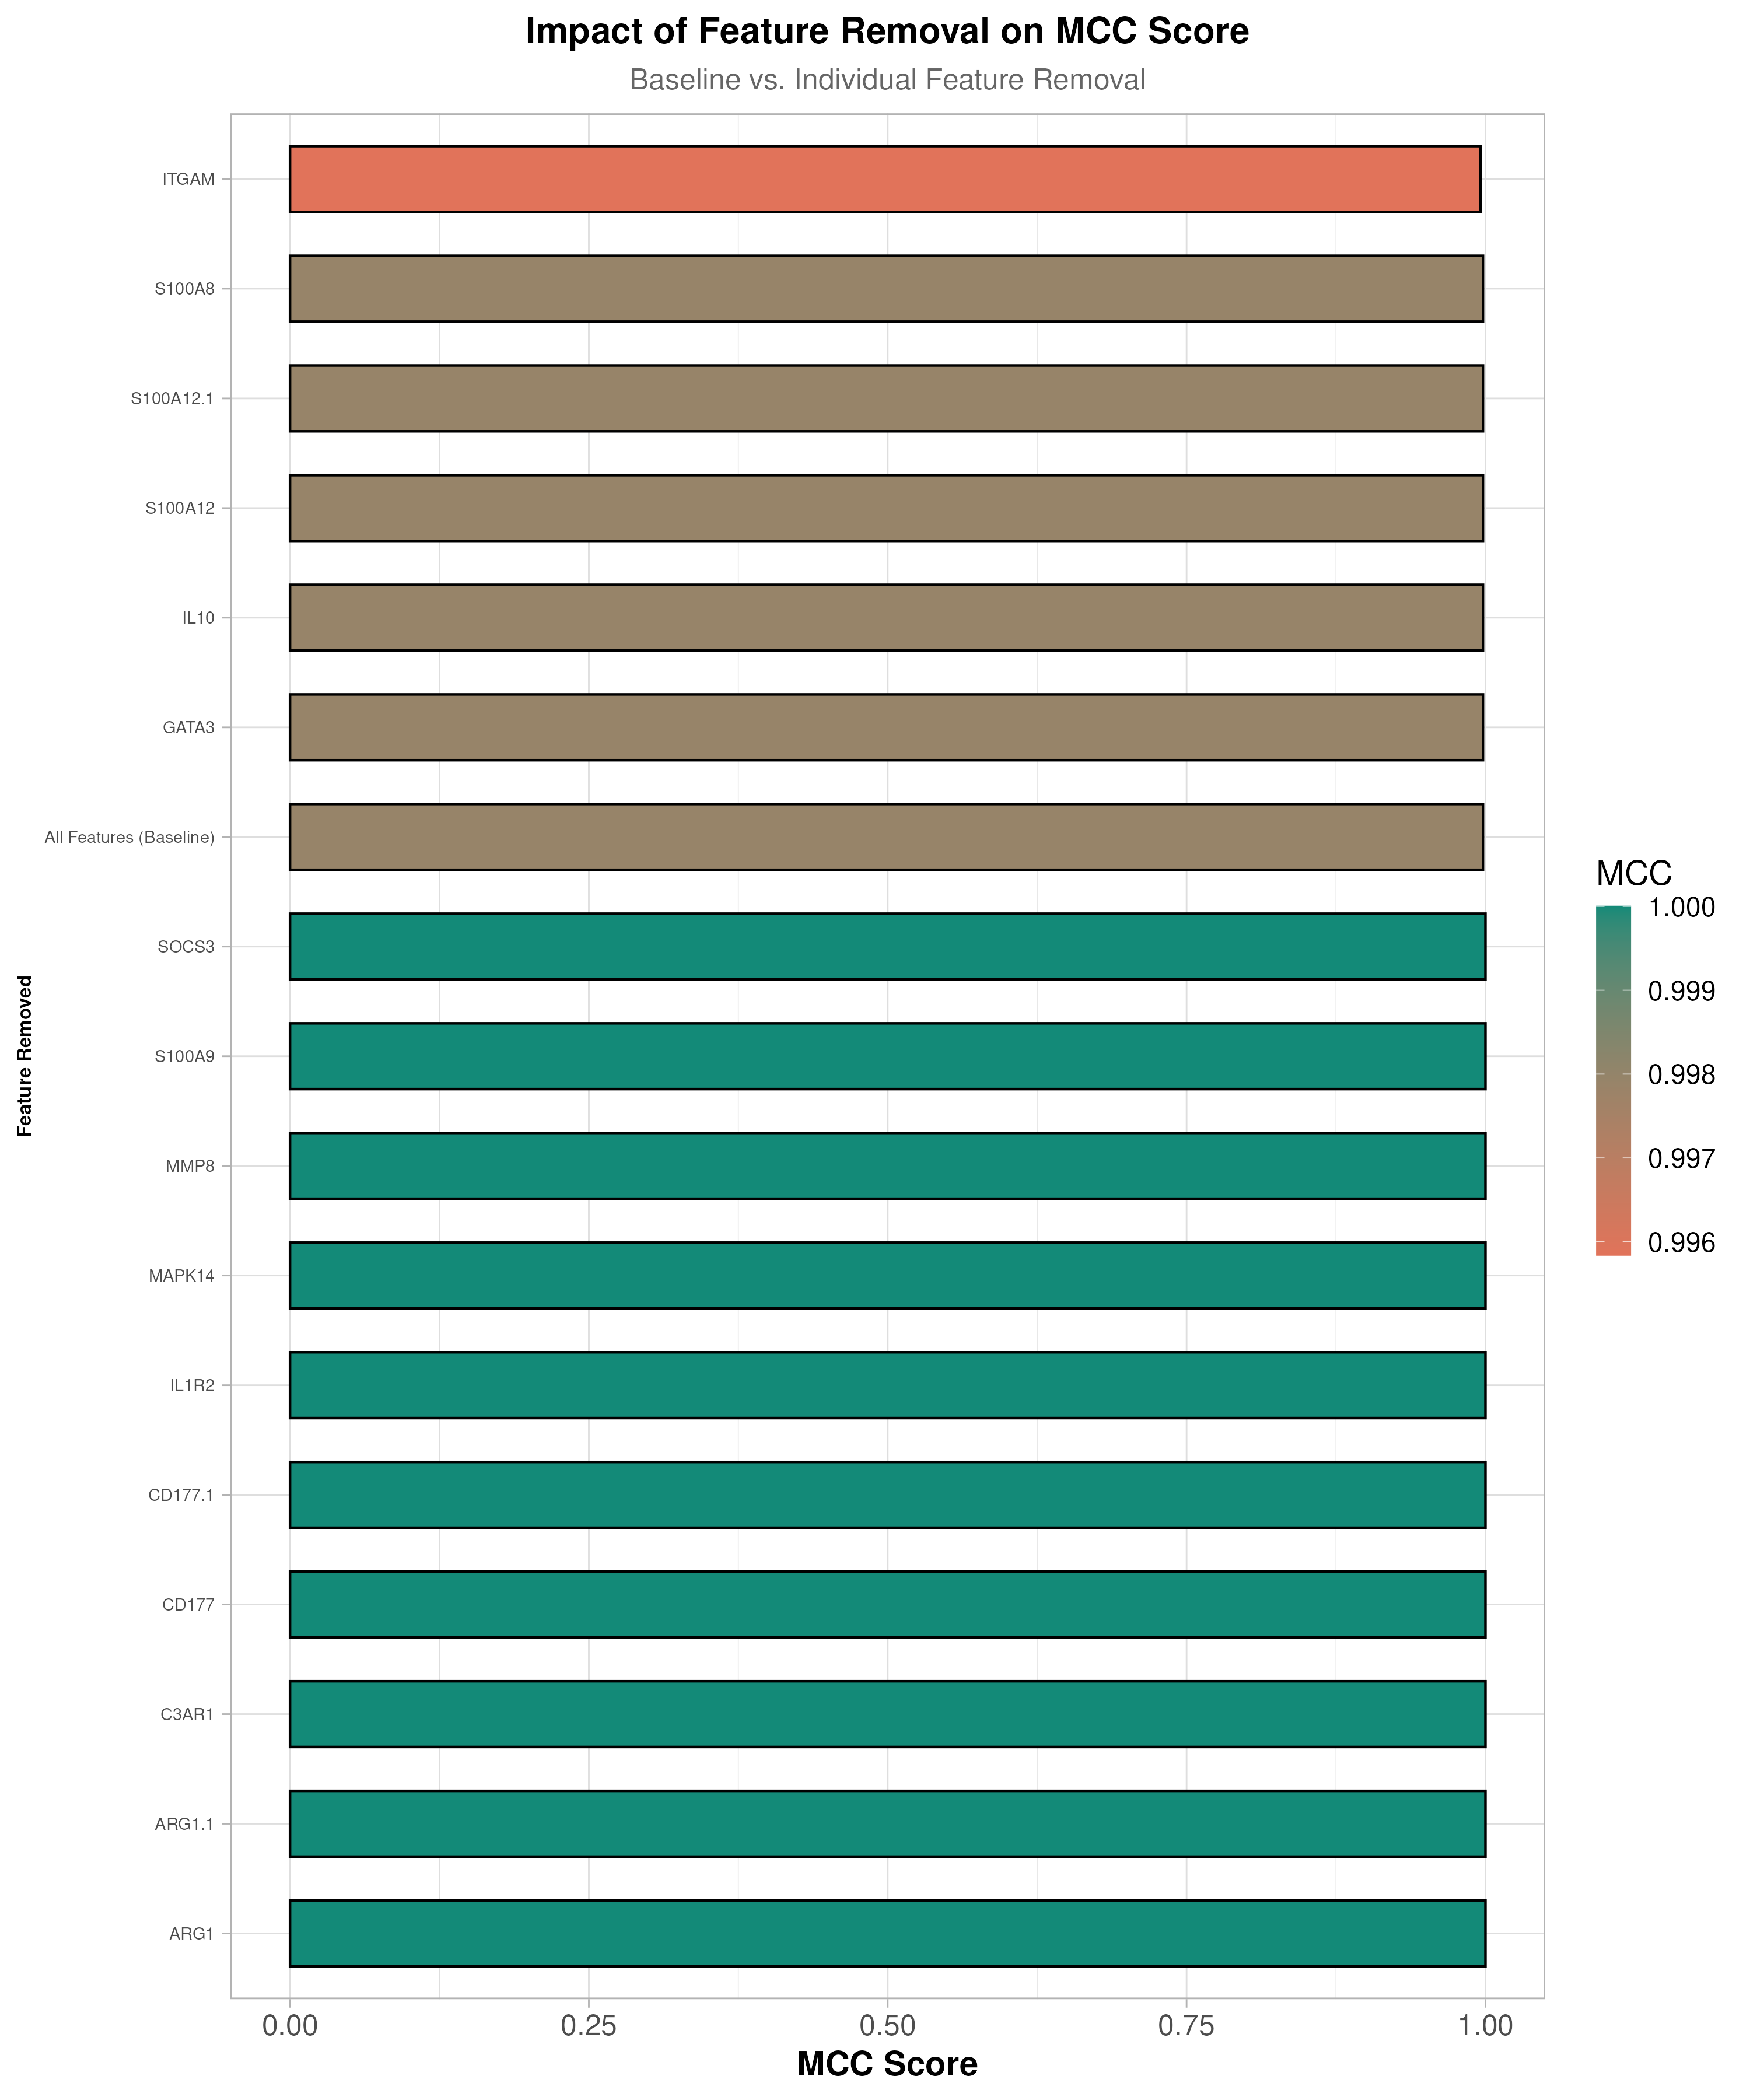 Impact of Feature Removal on MCC Score
Baseline vs. Individual Feature Removal
Feature Removed
ITGAM
S100A8
S100A12.1
S100A12
IL10
GATA3
All Features (Baseline)
SOCS3
S100A9
MMP8
MAPK14
IL1R2
CD177.1
CD177
C3AR1
ARG1.1
ARG1
0.00 0.25 0.50 0.75 1.00
MCC Score
MCC
1.000
0.999
0.998
0.997
0.996